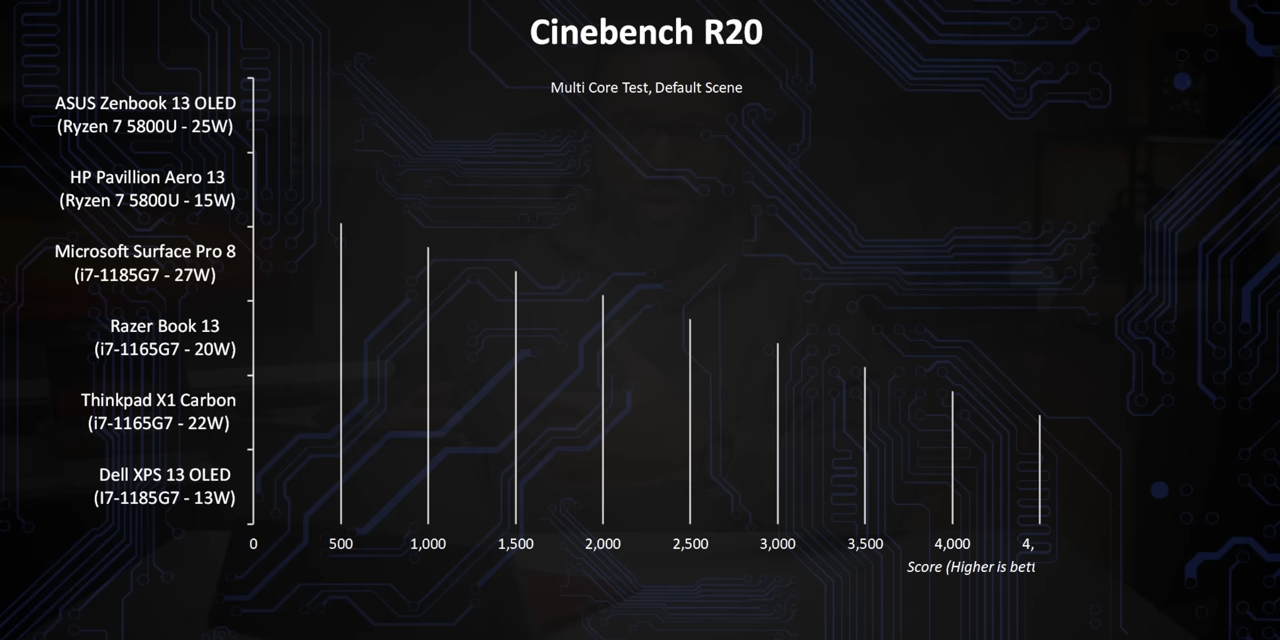 Cinebench R20
Multi Core Test, Default Scene
ASUS Zenbook 13 OLED
(Ryzen 7 5800U - 25W)
HP Pavillion Aero 13
(Ryzen 7 5800U - 15W)
Microsoft Surface Pro 8
(i7-1185G7 - 27W)
Razer Book 13
(i7-1165G7 - 20W)
Thinkpad X1 Carbon
(i7-1165G7 - 22W)
Dell XPS 13 OLED
(I7-1185G7 - 13W)
0 500 1,000 1,500 2,000 2,500 3,000 3,500 4,000 4,
Score (Higher is bett